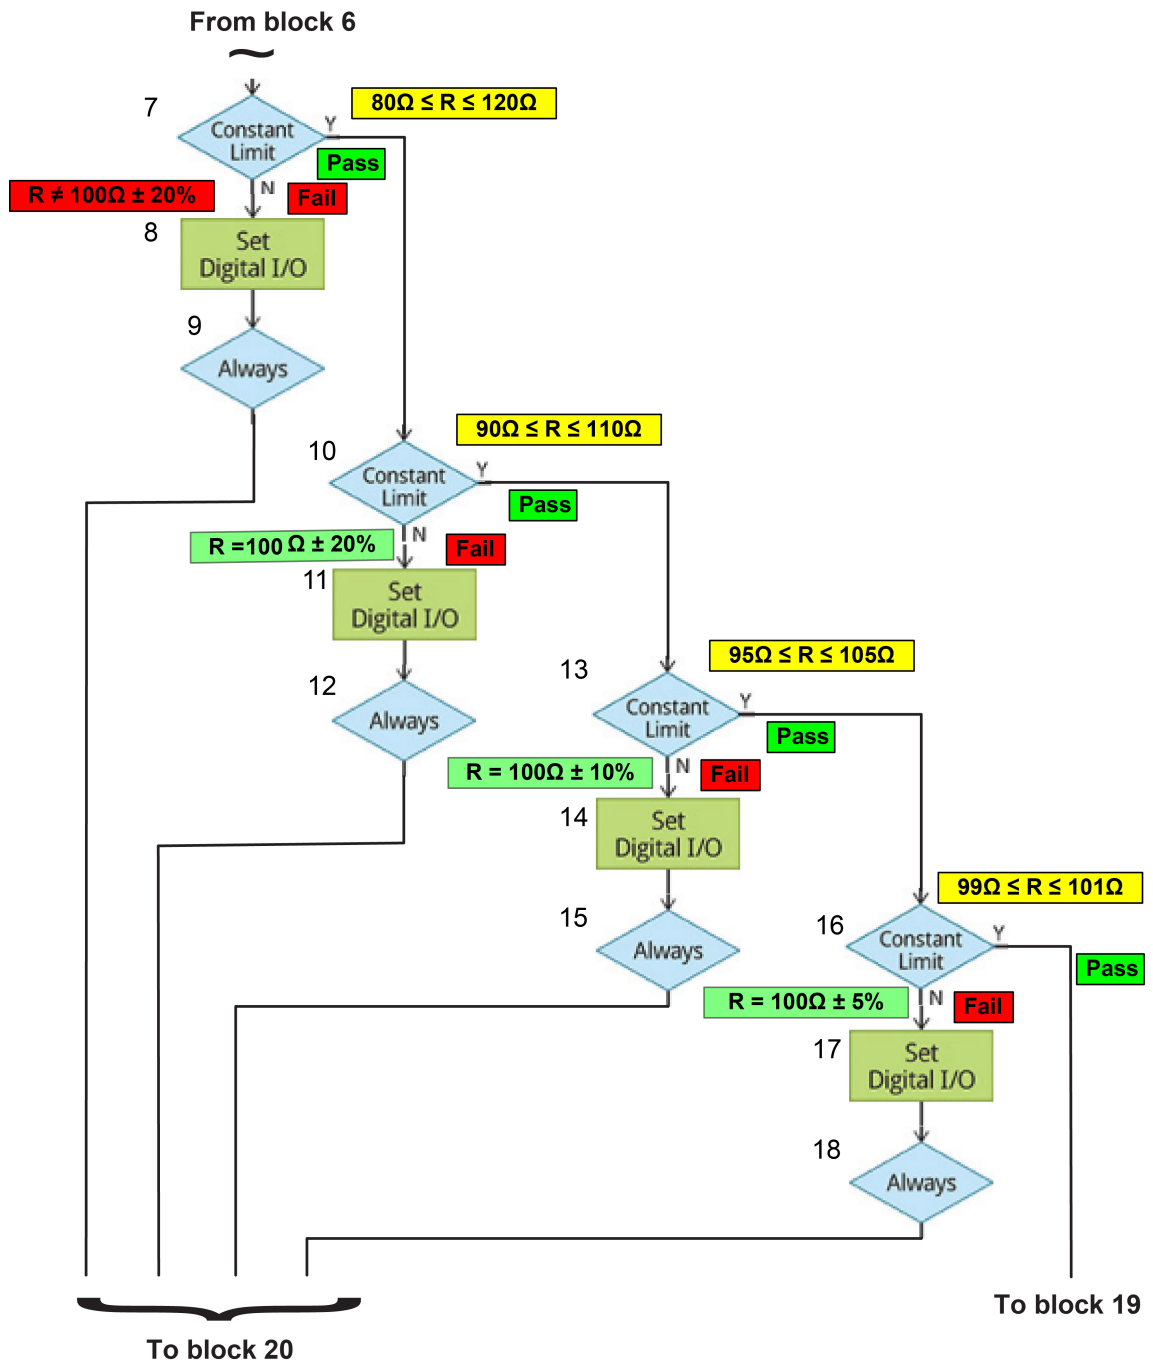 From block 6
~
7
80Ω ≤ R ≤ 120Ω
Constant
Limit
Y
Pass
R ≠ 100Ω ± 20%
N
Fail
8
Set
Digital I/O
9
Always
90Ω ≤ R ≤ 110Ω
10
Constant
Limit
Y
Pass
R =100 Ω ± 20%
N
Fail
11
Set
Digital I/O
12
Always
95Ω ≤ R ≤ 105Ω
13
Constant
Limit
Y
Pass
R = 100Ω ± 10%
N
Fail
14
Set
Digital I/O
15
Always
99Ω ≤ R ≤ 101Ω
16
Constant
Limit
Y
Pass
R = 100Ω ± 5%
N
Fail
17
Set
Digital I/O
18
Always
To block 19
To block 20